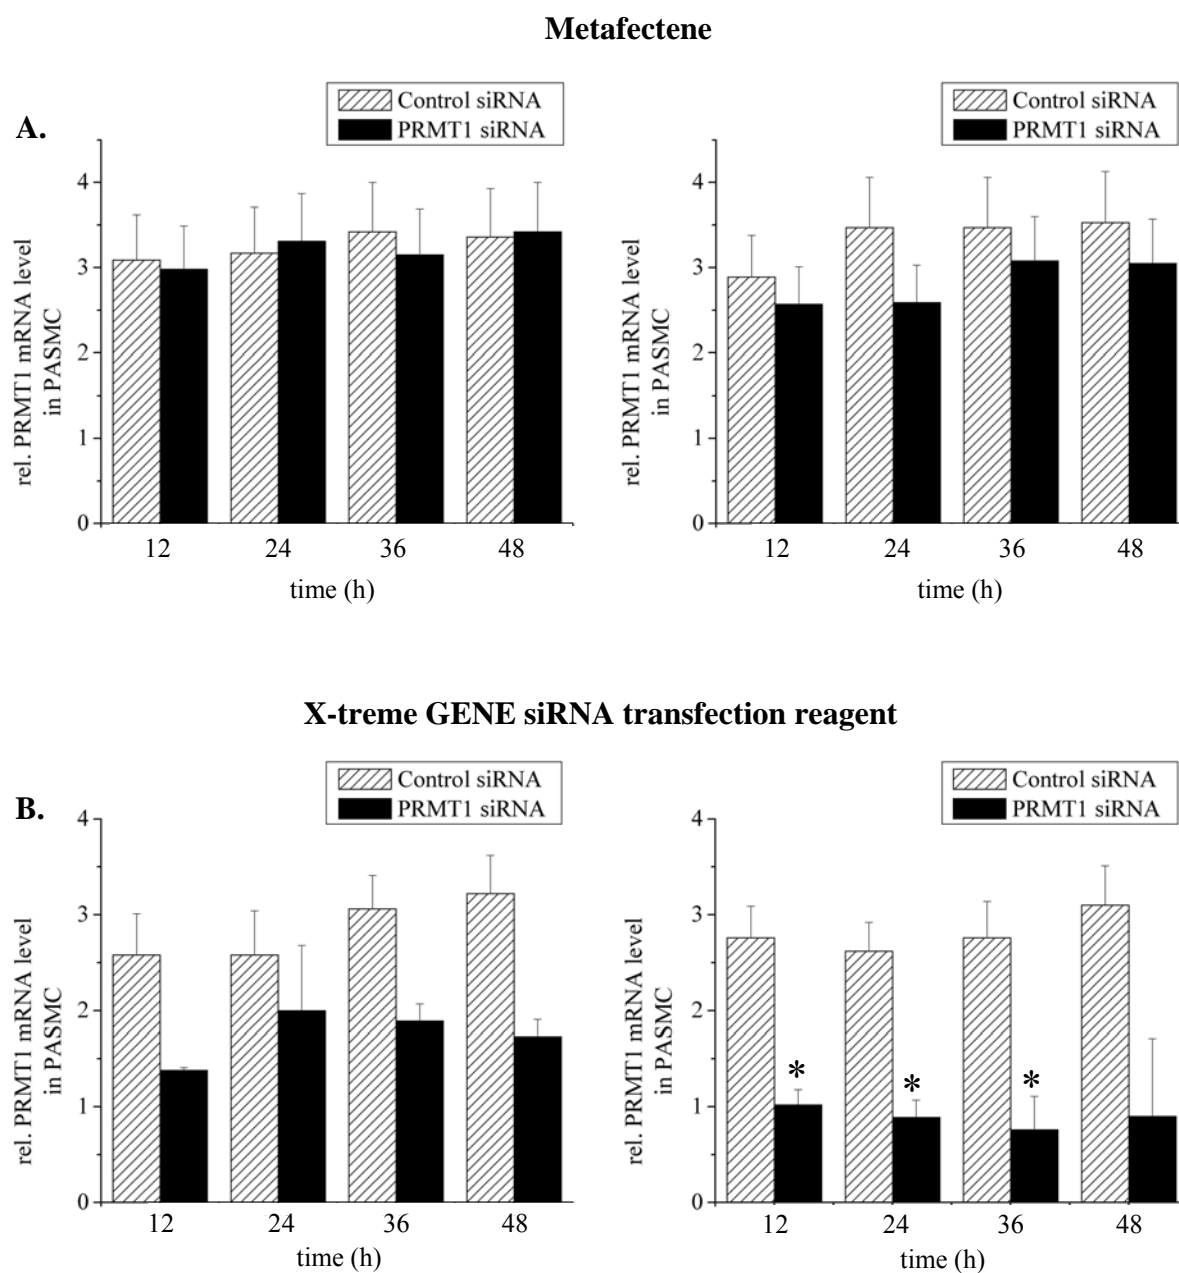 Metafectene
A.
Control siRNA
PRMT1 siRNA
rel. PRMT1 mRNA level
in PASMC
4
3
2
1
0
12 24 36 48
time (h)
Control siRNA
PRMT1 siRNA
rel. PRMT1 mRNA level
in PASMC
4
3
2
1
0
12 24 36 48
time (h)
X-treme GENE siRNA transfection reagent
B.
Control siRNA
PRMT1 siRNA
rel. PRMT1 mRNA level
in PASMC
4
3
2
1
0
12 24 36 48
time (h)
Control siRNA
PRMT1 siRNA
rel. PRMT1 mRNA level
in PASMC
4
3
2
1
0
* * *
12 24 36 48
time (h)